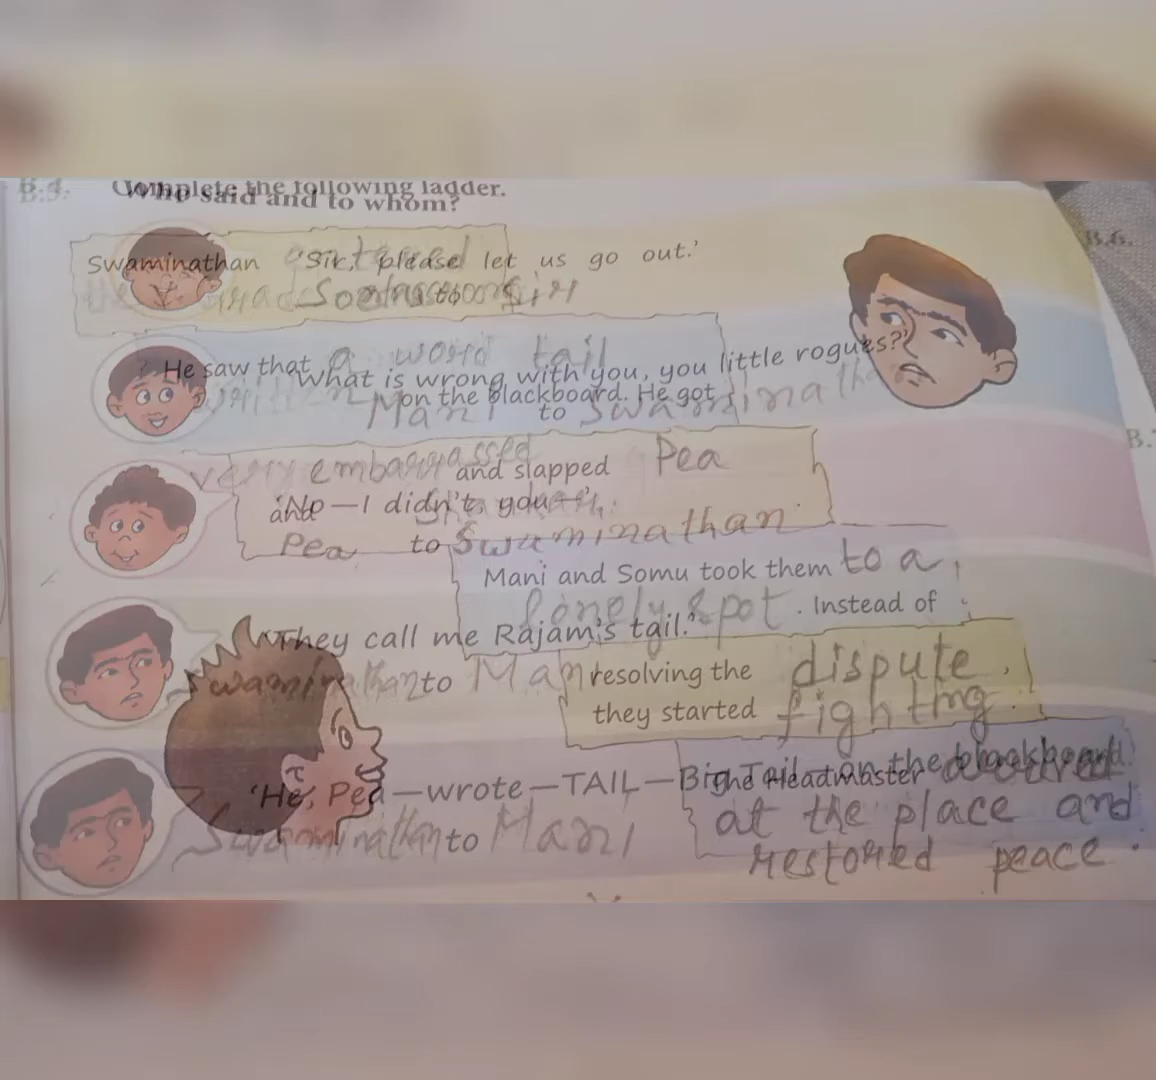 B.4. Complete the following ladder.
B.5. Who said and to whom?
Swaminathan
'Sir, please let us go out.'
to Sir
He saw that a word tail
'What is wrong with you, you little rogues?'
on the blackboard. He got
Mani to Swaminathan
very embarrassed and slapped Pea
and
'No—I didn't, you—'
Pea to Swaminathan
Mani and Somu took them to a
lonely spot. Instead of
'They call me Rajam's tail.'
Swaminathan to Mani
resolving the dispute,
they started fighting.
The Headmaster
'He, Pea—wrote—TAIL—Big Tail—on the blackboard
at the place and
Swaminathan to Mani
restored peace.
B.6.
B.